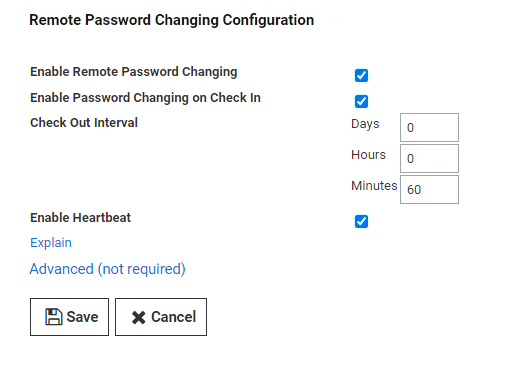 Remote Password Changing Configuration
Enable Remote Password Changing
Enable Password Changing on Check In
Check Out Interval
Days 0
Hours 0
Minutes 60
Enable Heartbeat
Explain
Advanced (not required)
Save Cancel